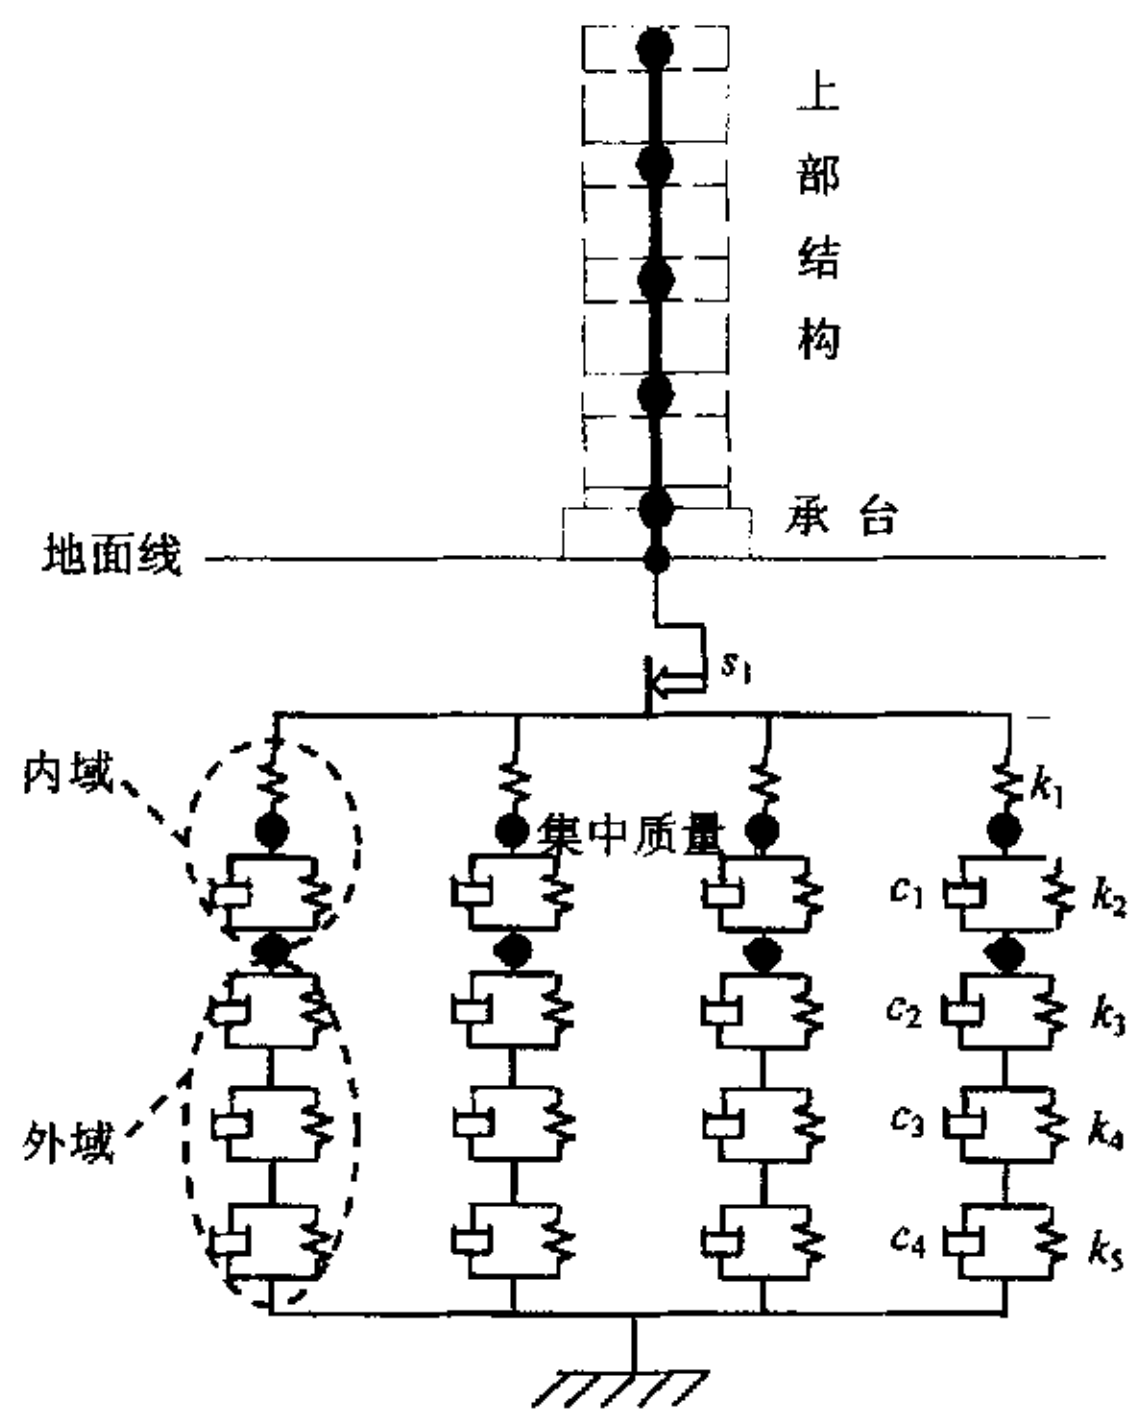 上部结构
承台
地面线
s₁
内域
k₁
集中质量
c₁
k₂
c₂
k₃
外域
c₃
k₄
c₄
k₅